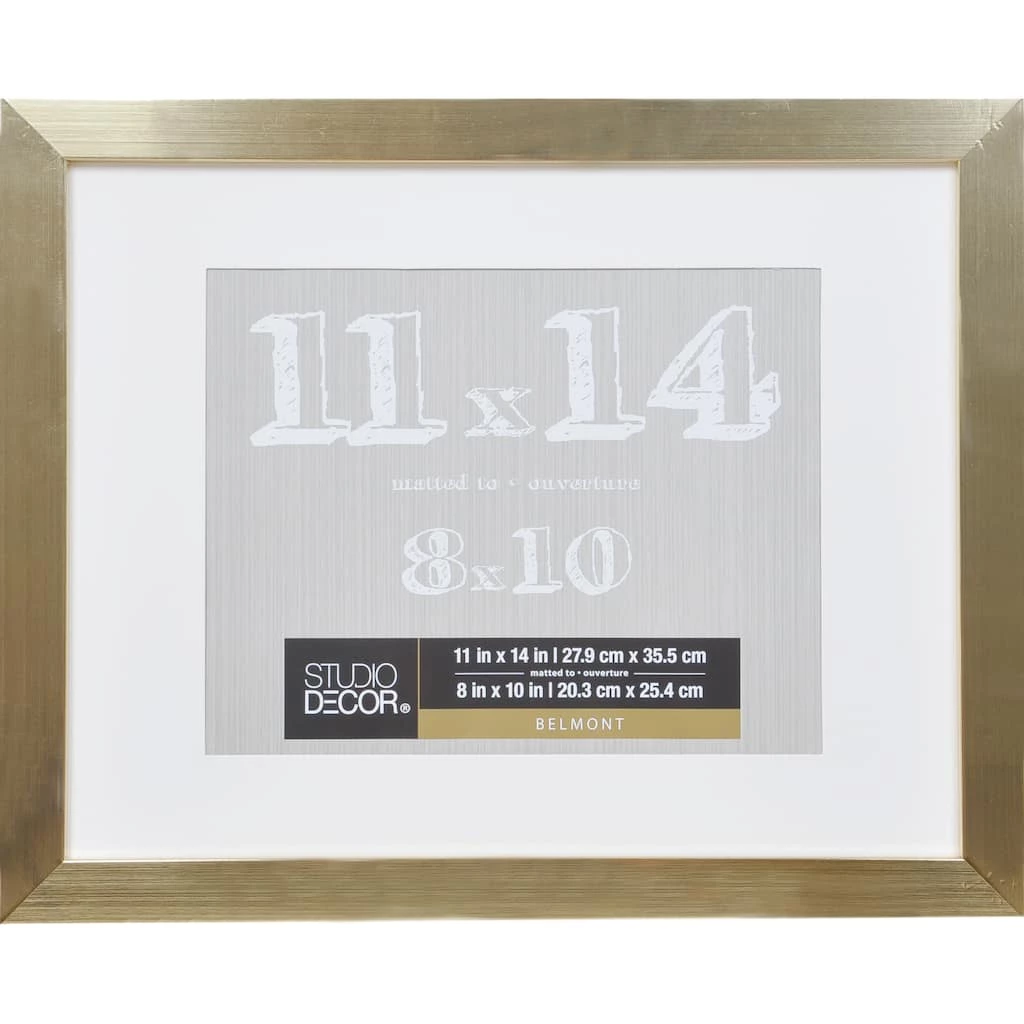 11x14
matted to • ouverture
8x10
STUDIO
DECOR®
11 in x 14 in | 27.9 cm x 35.5 cm
matted to • ouverture
8 in x 10 in | 20.3 cm x 25.4 cm
BELMONT